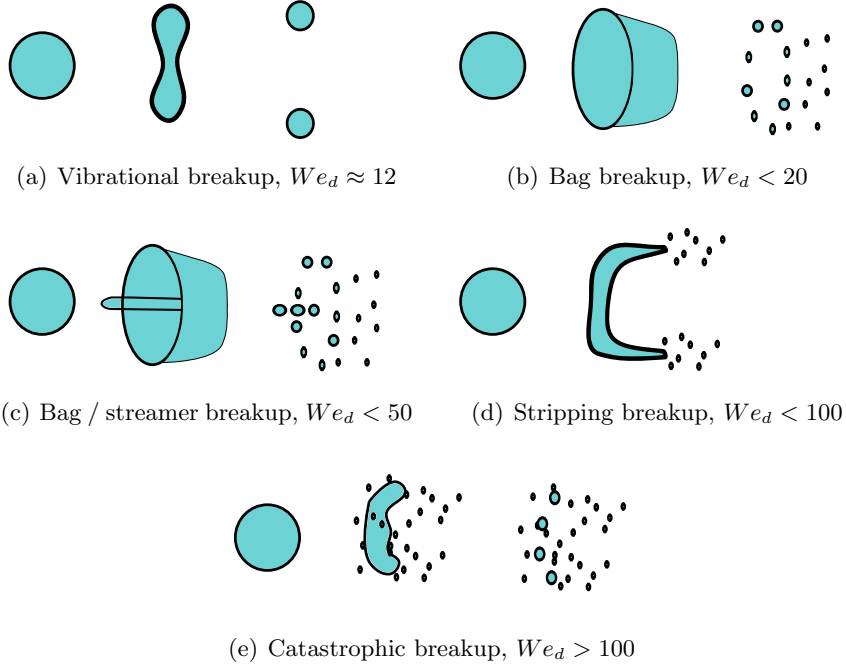 (a) Vibrational breakup, $We_d \approx 12$
(b) Bag breakup, $We_d < 20$
(c) Bag / streamer breakup, $We_d < 50$
(d) Stripping breakup, $We_d < 100$
(e) Catastrophic breakup, $We_d > 100$